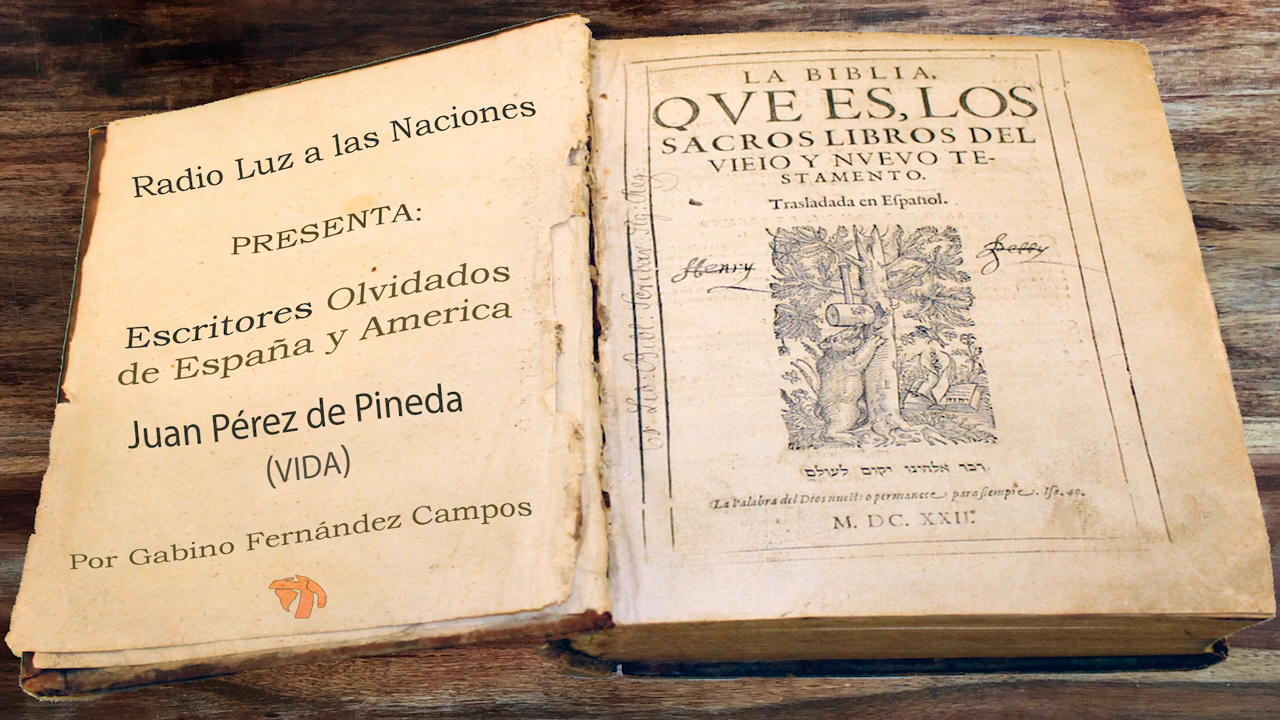 Radio Luz a las Naciones
PRESENTA:
Escritores Olvidados
de España y America
Juan Pérez de Pineda
(VIDA)
Por Gabino Fernández Campos
LA BIBLIA,
QVE ES, LOS
SACROS LIBROS DEL
VIEIO Y NVEVO TE-
STAMENTO.
Trasladada en Español.
Henry
דבר אלהינו יקום לעולם
La Palabra del Dios nuestro permanece para siempre. Isa. 40.
M. DC. XXII.